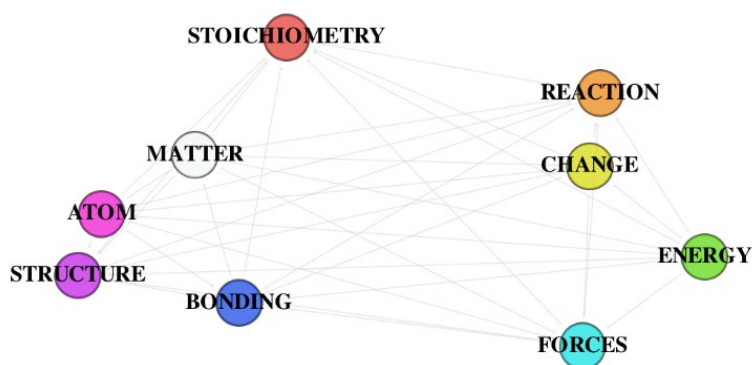 STOICHIOMETRY
REACTION
MATTER
CHANGE
ATOM
ENERGY
STRUCTURE
BONDING
FORCES